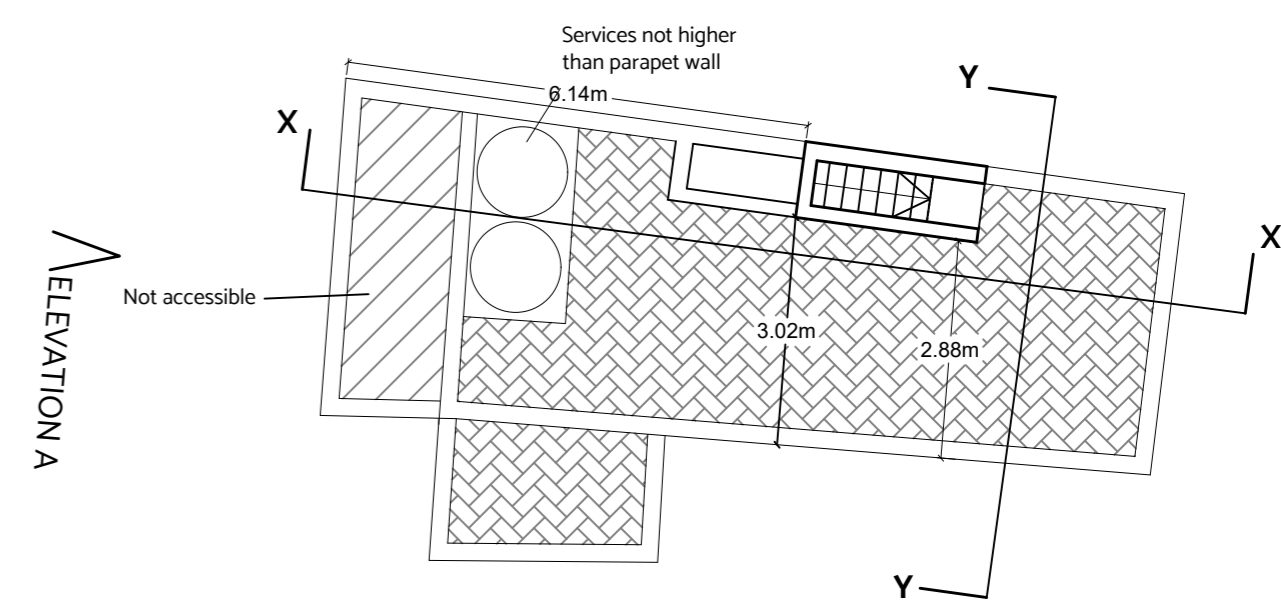 Services not higher
than parapet wall
6.14m
Y
X
X
ELEVATION A
Not accessible
3.02m
2.88m
Y